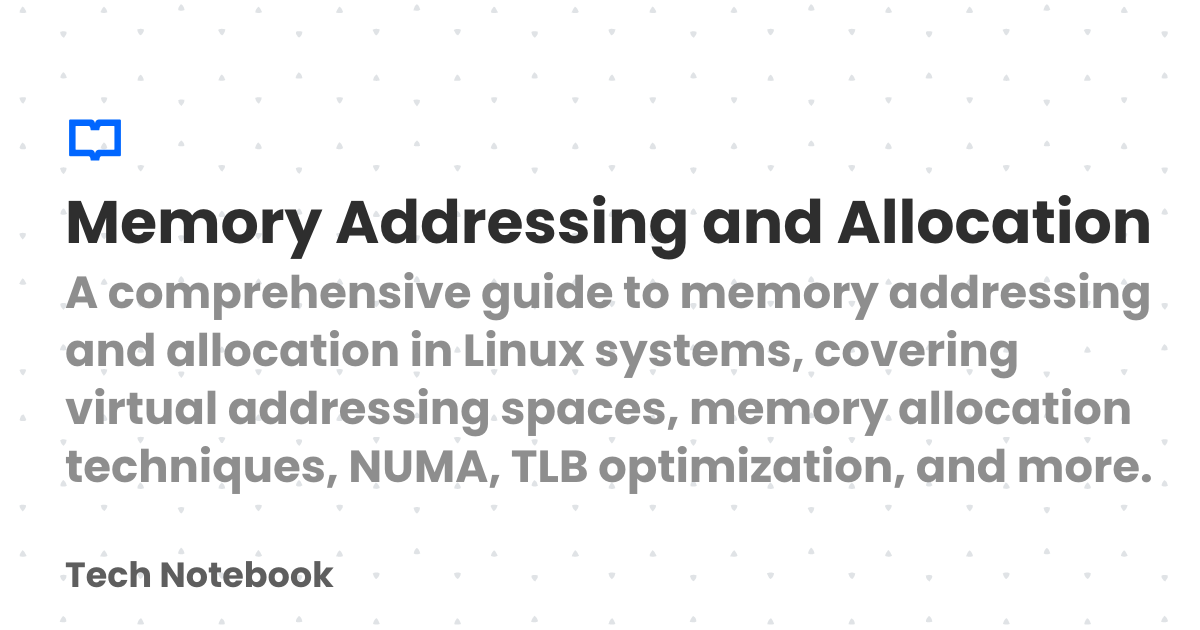 Memory Addressing and Allocation
A comprehensive guide to memory addressing
and allocation in Linux systems, covering
virtual addressing spaces, memory allocation
techniques, NUMA, TLB optimization, and more.
Tech Notebook